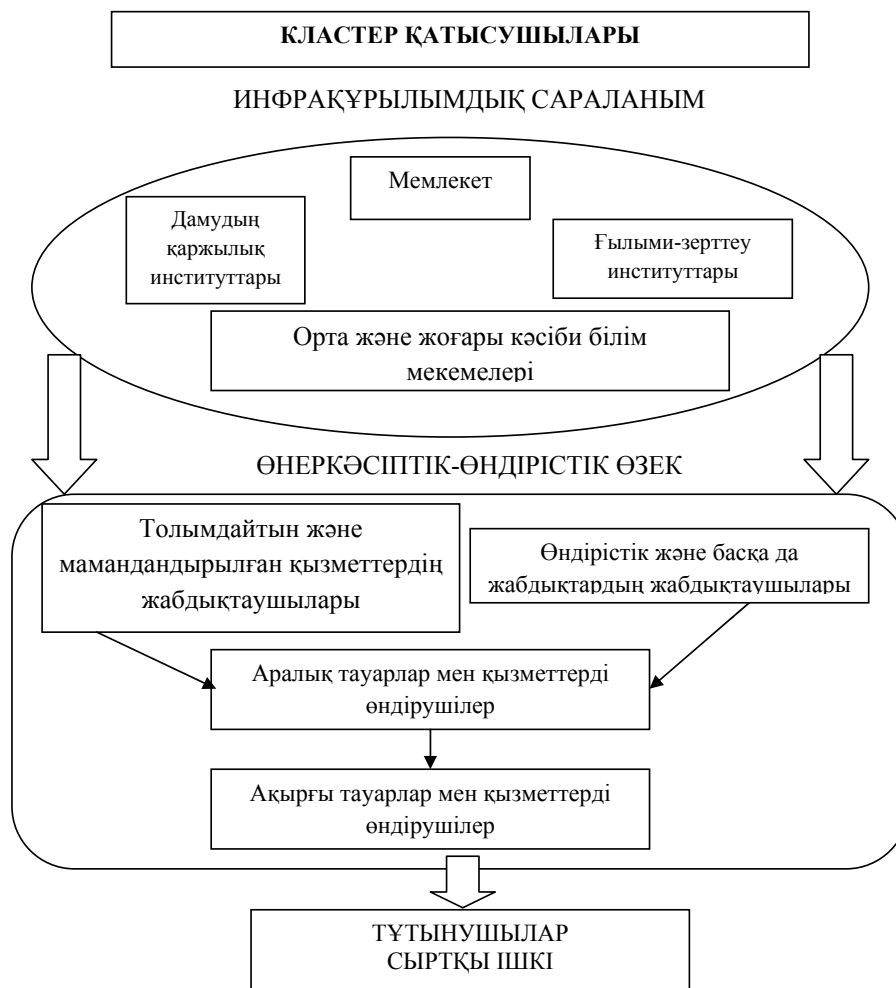 КЛАСТЕР ҚАТЫСУШЫЛАРЫ
ИНФРАҚҰРЫЛЫМДЫҚ САРАЛАНЫМ
Мемлекет
Дамудың
қаржылық
институттары
Ғылыми-зерттеу
институттары
Орта және жоғары кәсіби білім
мекемелері
ӨНЕРКӘСІПТІК-ӨНДІРІСТІК ӨЗЕК
Толымдайтын және
мамандандырылған қызметтердің
жабдықтаушылары
Өндірістік және басқа да
жабдықтардың жабдықтаушылары
Аралық тауарлар мен қызметтерді
өндірушілер
Ақырғы тауарлар мен қызметтерді
өндірушілер
ТҰТЫНУШЫЛАР
СЫРТҚЫ ІШКІ